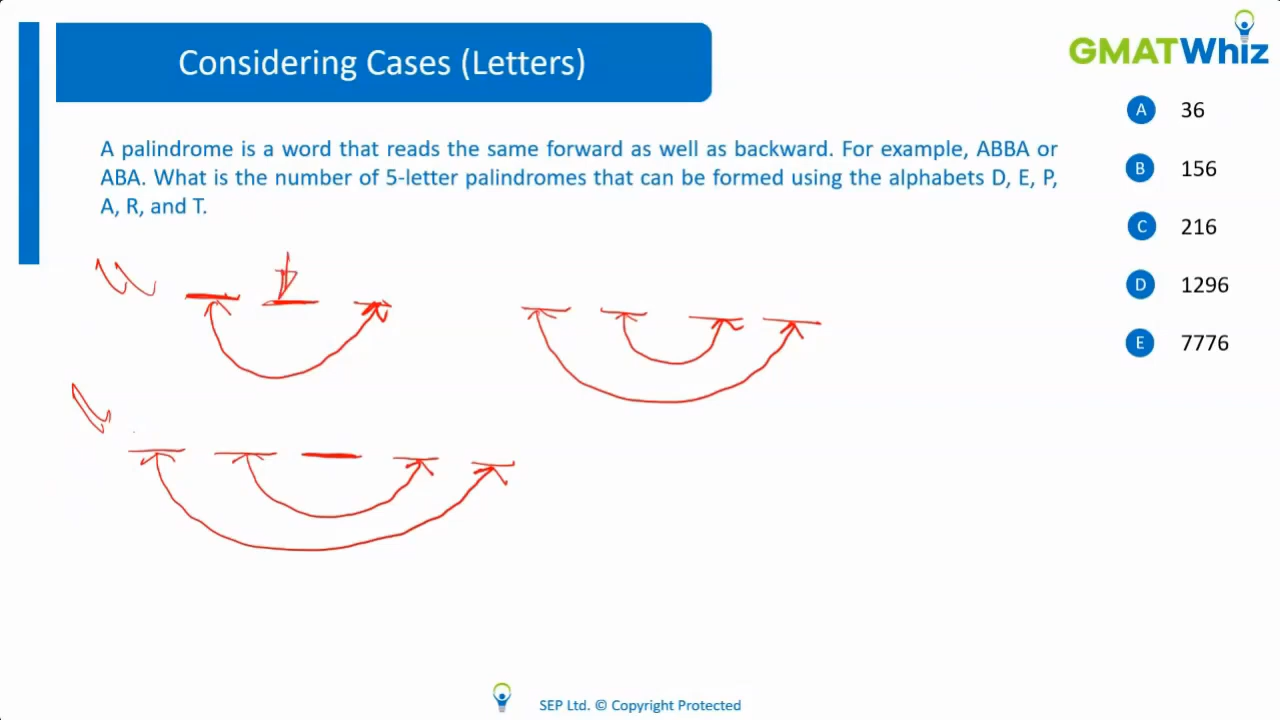 Considering Cases (Letters)
GMATWhiz
A palindrome is a word that reads the same forward as well as backward. For example, ABBA or
ABA. What is the number of 5-letter palindromes that can be formed using the alphabets D, E, P,
A, R, and T.
A 36
B 156
C 216
D 1296
E 7776
SEP Ltd. © Copyright Protected